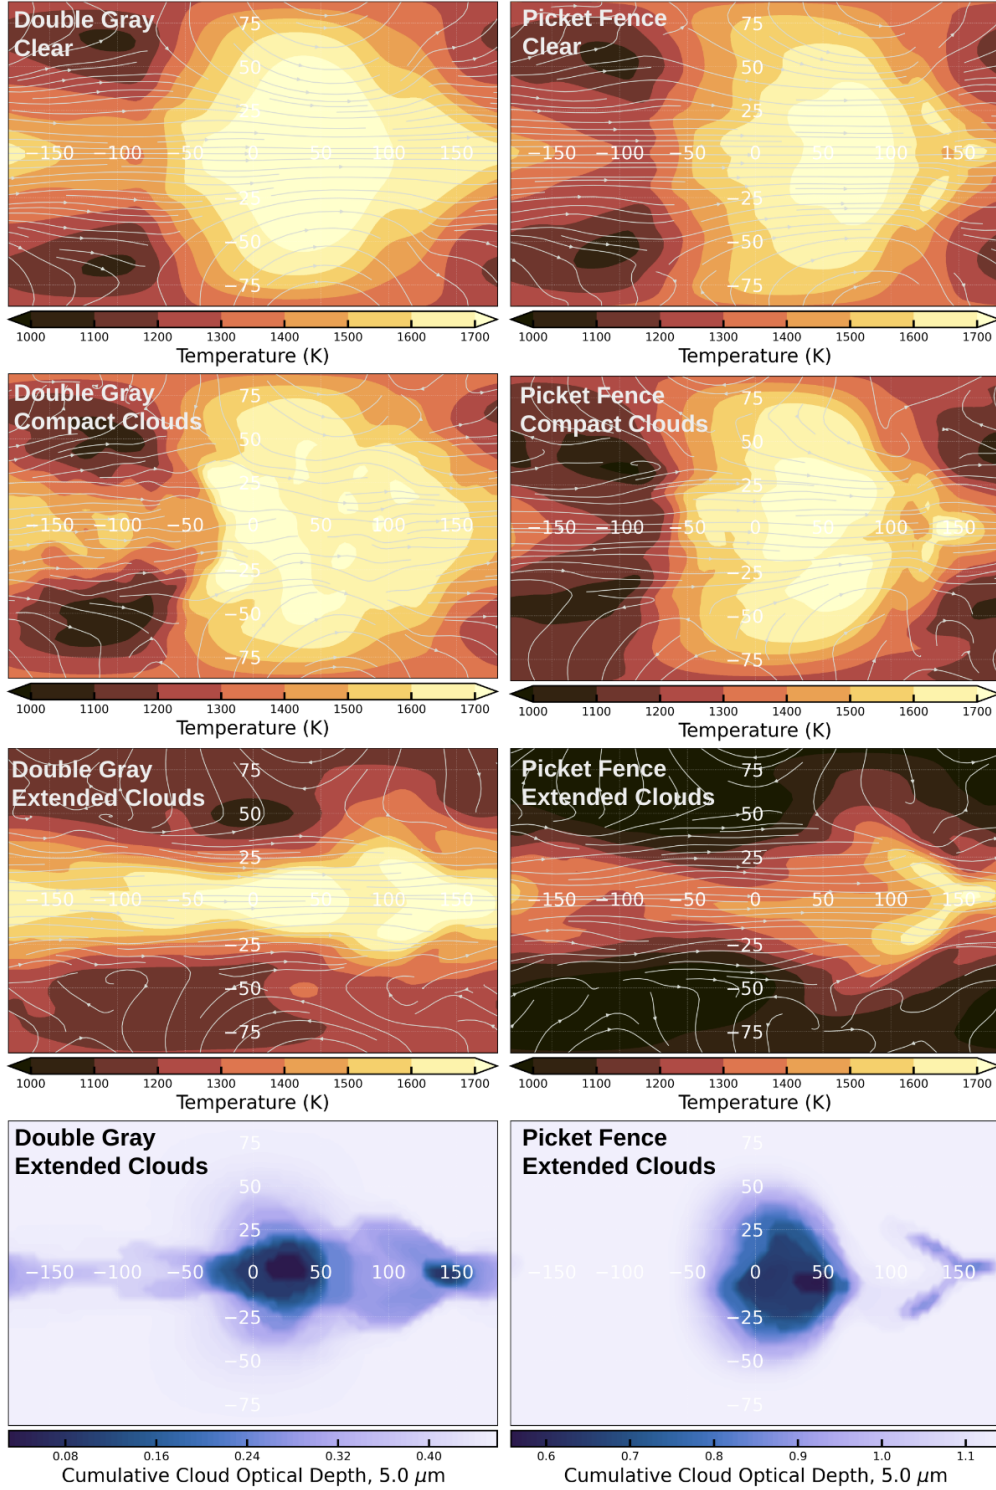 Double Gray
Clear
75
50
25
−150 −100 −50 0 50 100 150
−25
−50
−75
1000 1100 1200 1300 1400 1500 1600 1700
Temperature (K)
Picket Fence
Clear
75
50
25
−150 −100 −50 0 50 100 150
−25
−50
−75
1000 1100 1200 1300 1400 1500 1600 1700
Temperature (K)
Double Gray
Compact Clouds
75
50
25
−150 −100 −50 0 50 100 150
−25
−50
−75
1000 1100 1200 1300 1400 1500 1600 1700
Temperature (K)
Picket Fence
Compact Clouds
75
50
25
−150 −100 −50 0 50 100 150
−25
−50
−75
1000 1100 1200 1300 1400 1500 1600 1700
Temperature (K)
Double Gray
Extended Clouds
75
50
25
−150 −100 −50 0 50 100 150
−25
−50
−75
1000 1100 1200 1300 1400 1500 1600 1700
Temperature (K)
Picket Fence
Extended Clouds
75
50
25
−150 −100 −50 0 50 100 150
−25
−50
−75
1000 1100 1200 1300 1400 1500 1600 1700
Temperature (K)
Double Gray
Extended Clouds
75
50
25
−150 −100 −50 0 50 100 150
−25
−50
−75
0.08 0.16 0.24 0.32 0.40
Cumulative Cloud Optical Depth, 5.0 μm
Picket Fence
Extended Clouds
75
50
25
−150 −100 −50 0 50 100 150
−25
−50
−75
0.6 0.7 0.8 0.9 1.0 1.1
Cumulative Cloud Optical Depth, 5.0 μm